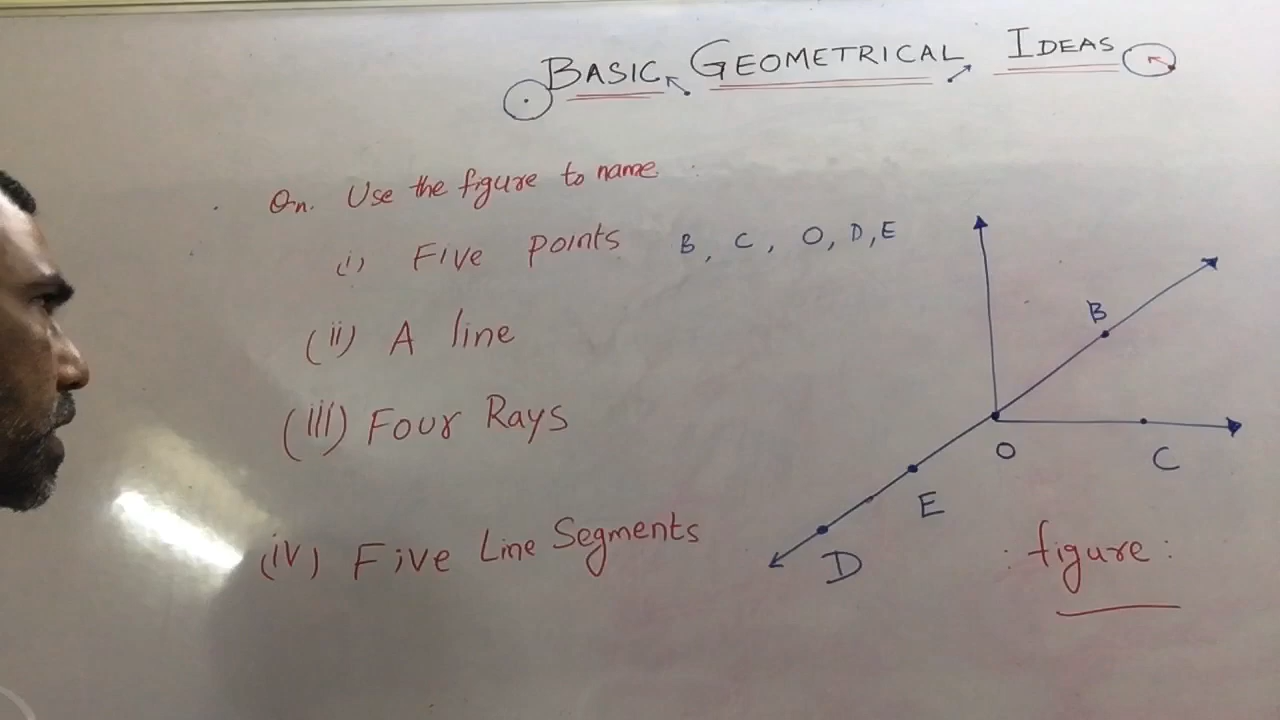 BASIC GEOMETRICAL IDEAS
Qn. Use the figure to name :
(i) Five points B, C, O, D, E
(ii) A line
(iii) Four Rays
(iv) Five Line Segments
B
O
C
E
D
: figure :